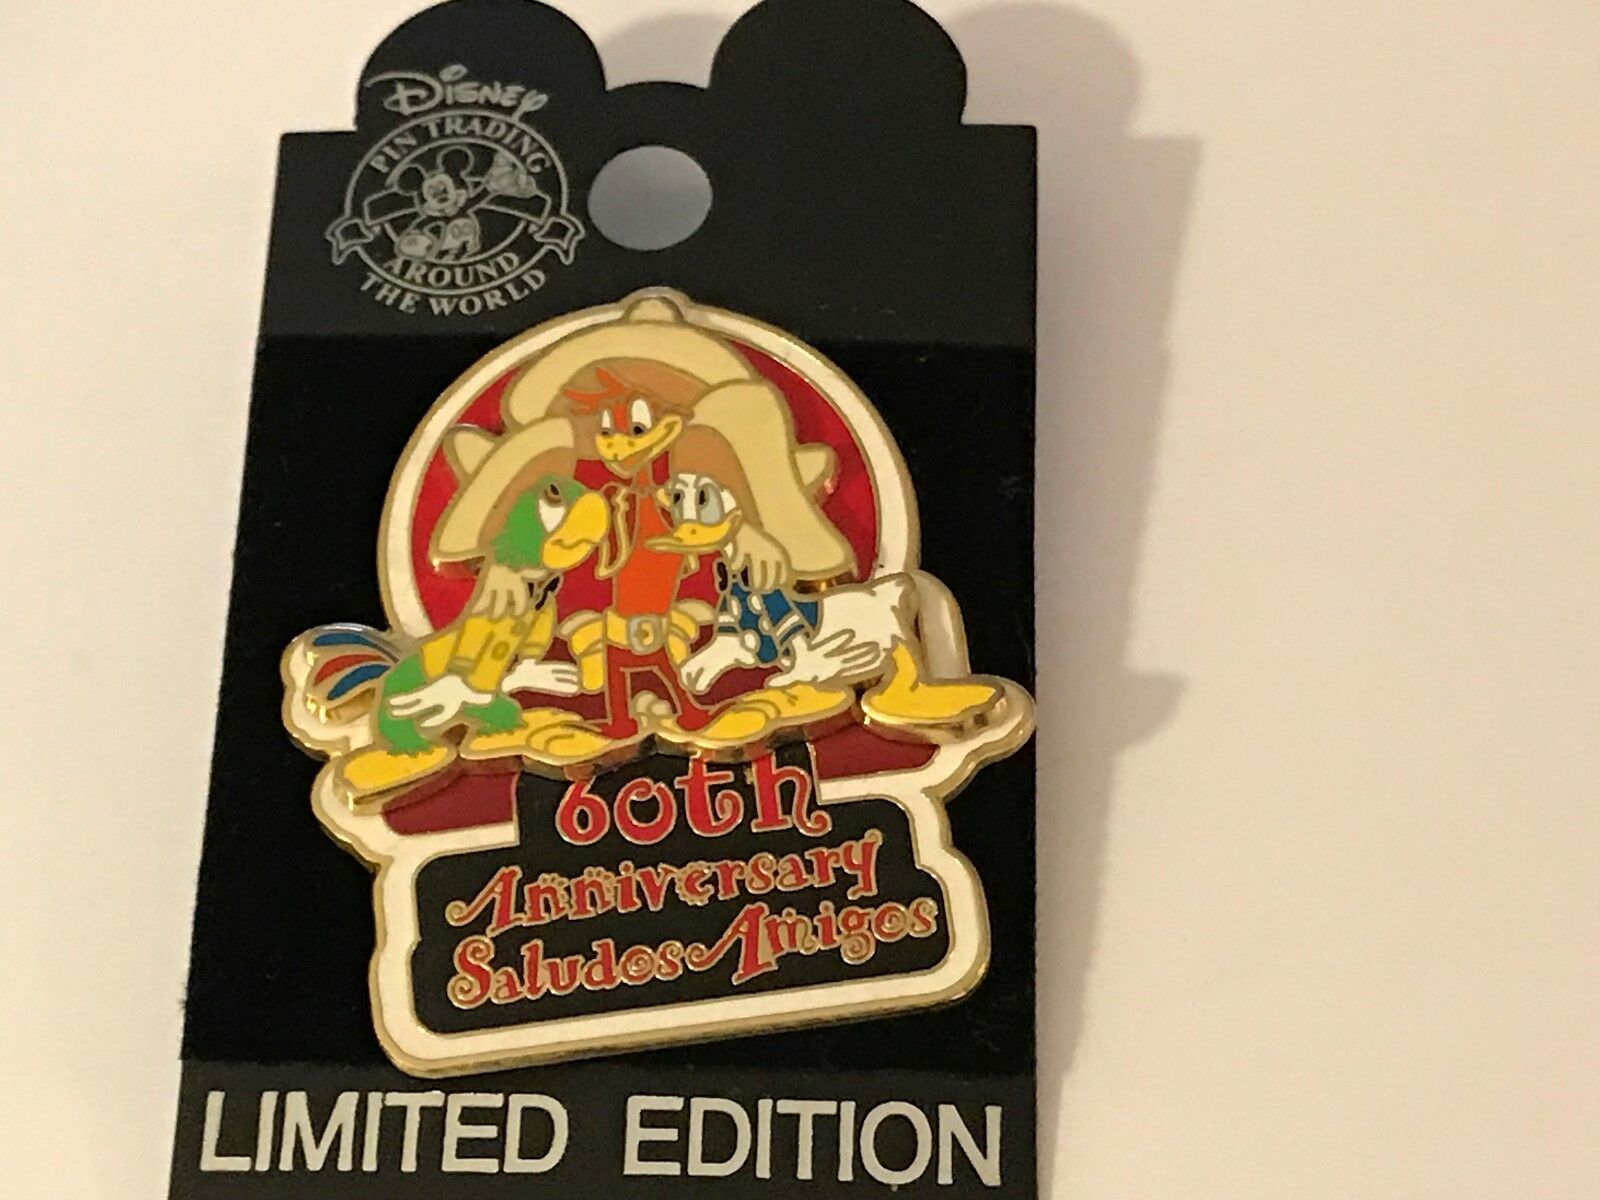 Disney
PIN TRADING
AROUND
THE WORLD
60th
Anniversary
Saludos Amigos
LIMITED EDITION